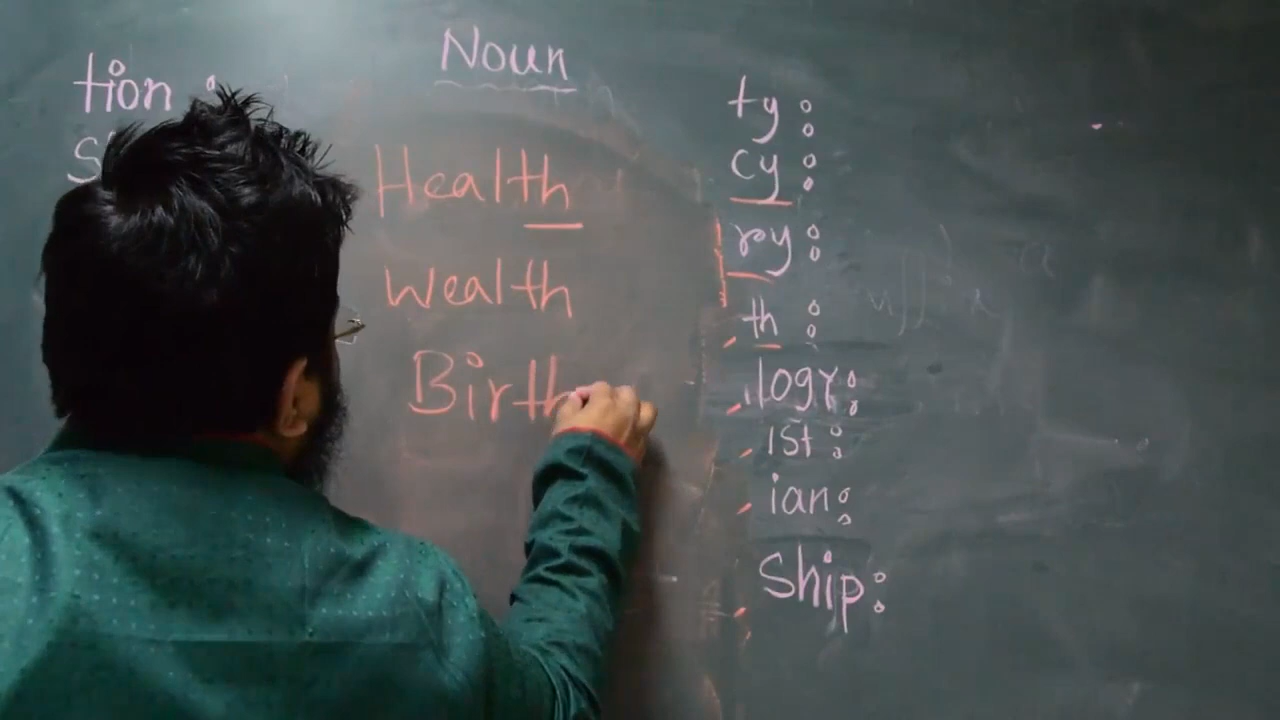 Noun
tion :
Health
Wealth
Birth
ty :
cy :
ry :
th :
logy :
ist :
ian :
Ship :